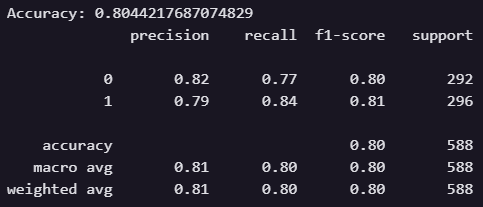 Accuracy: 0.8044217687074829
precision recall f1-score support
0 0.82 0.77 0.80 292
1 0.79 0.84 0.81 296
accuracy 0.80 588
macro avg 0.81 0.80 0.80 588
weighted avg 0.81 0.80 0.80 588